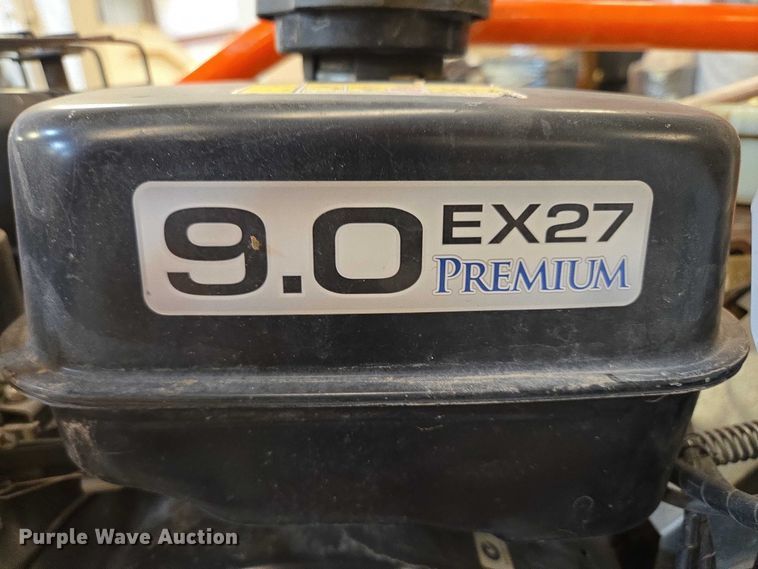 9.0 EX27
PREMIUM
Purple Wave Auction